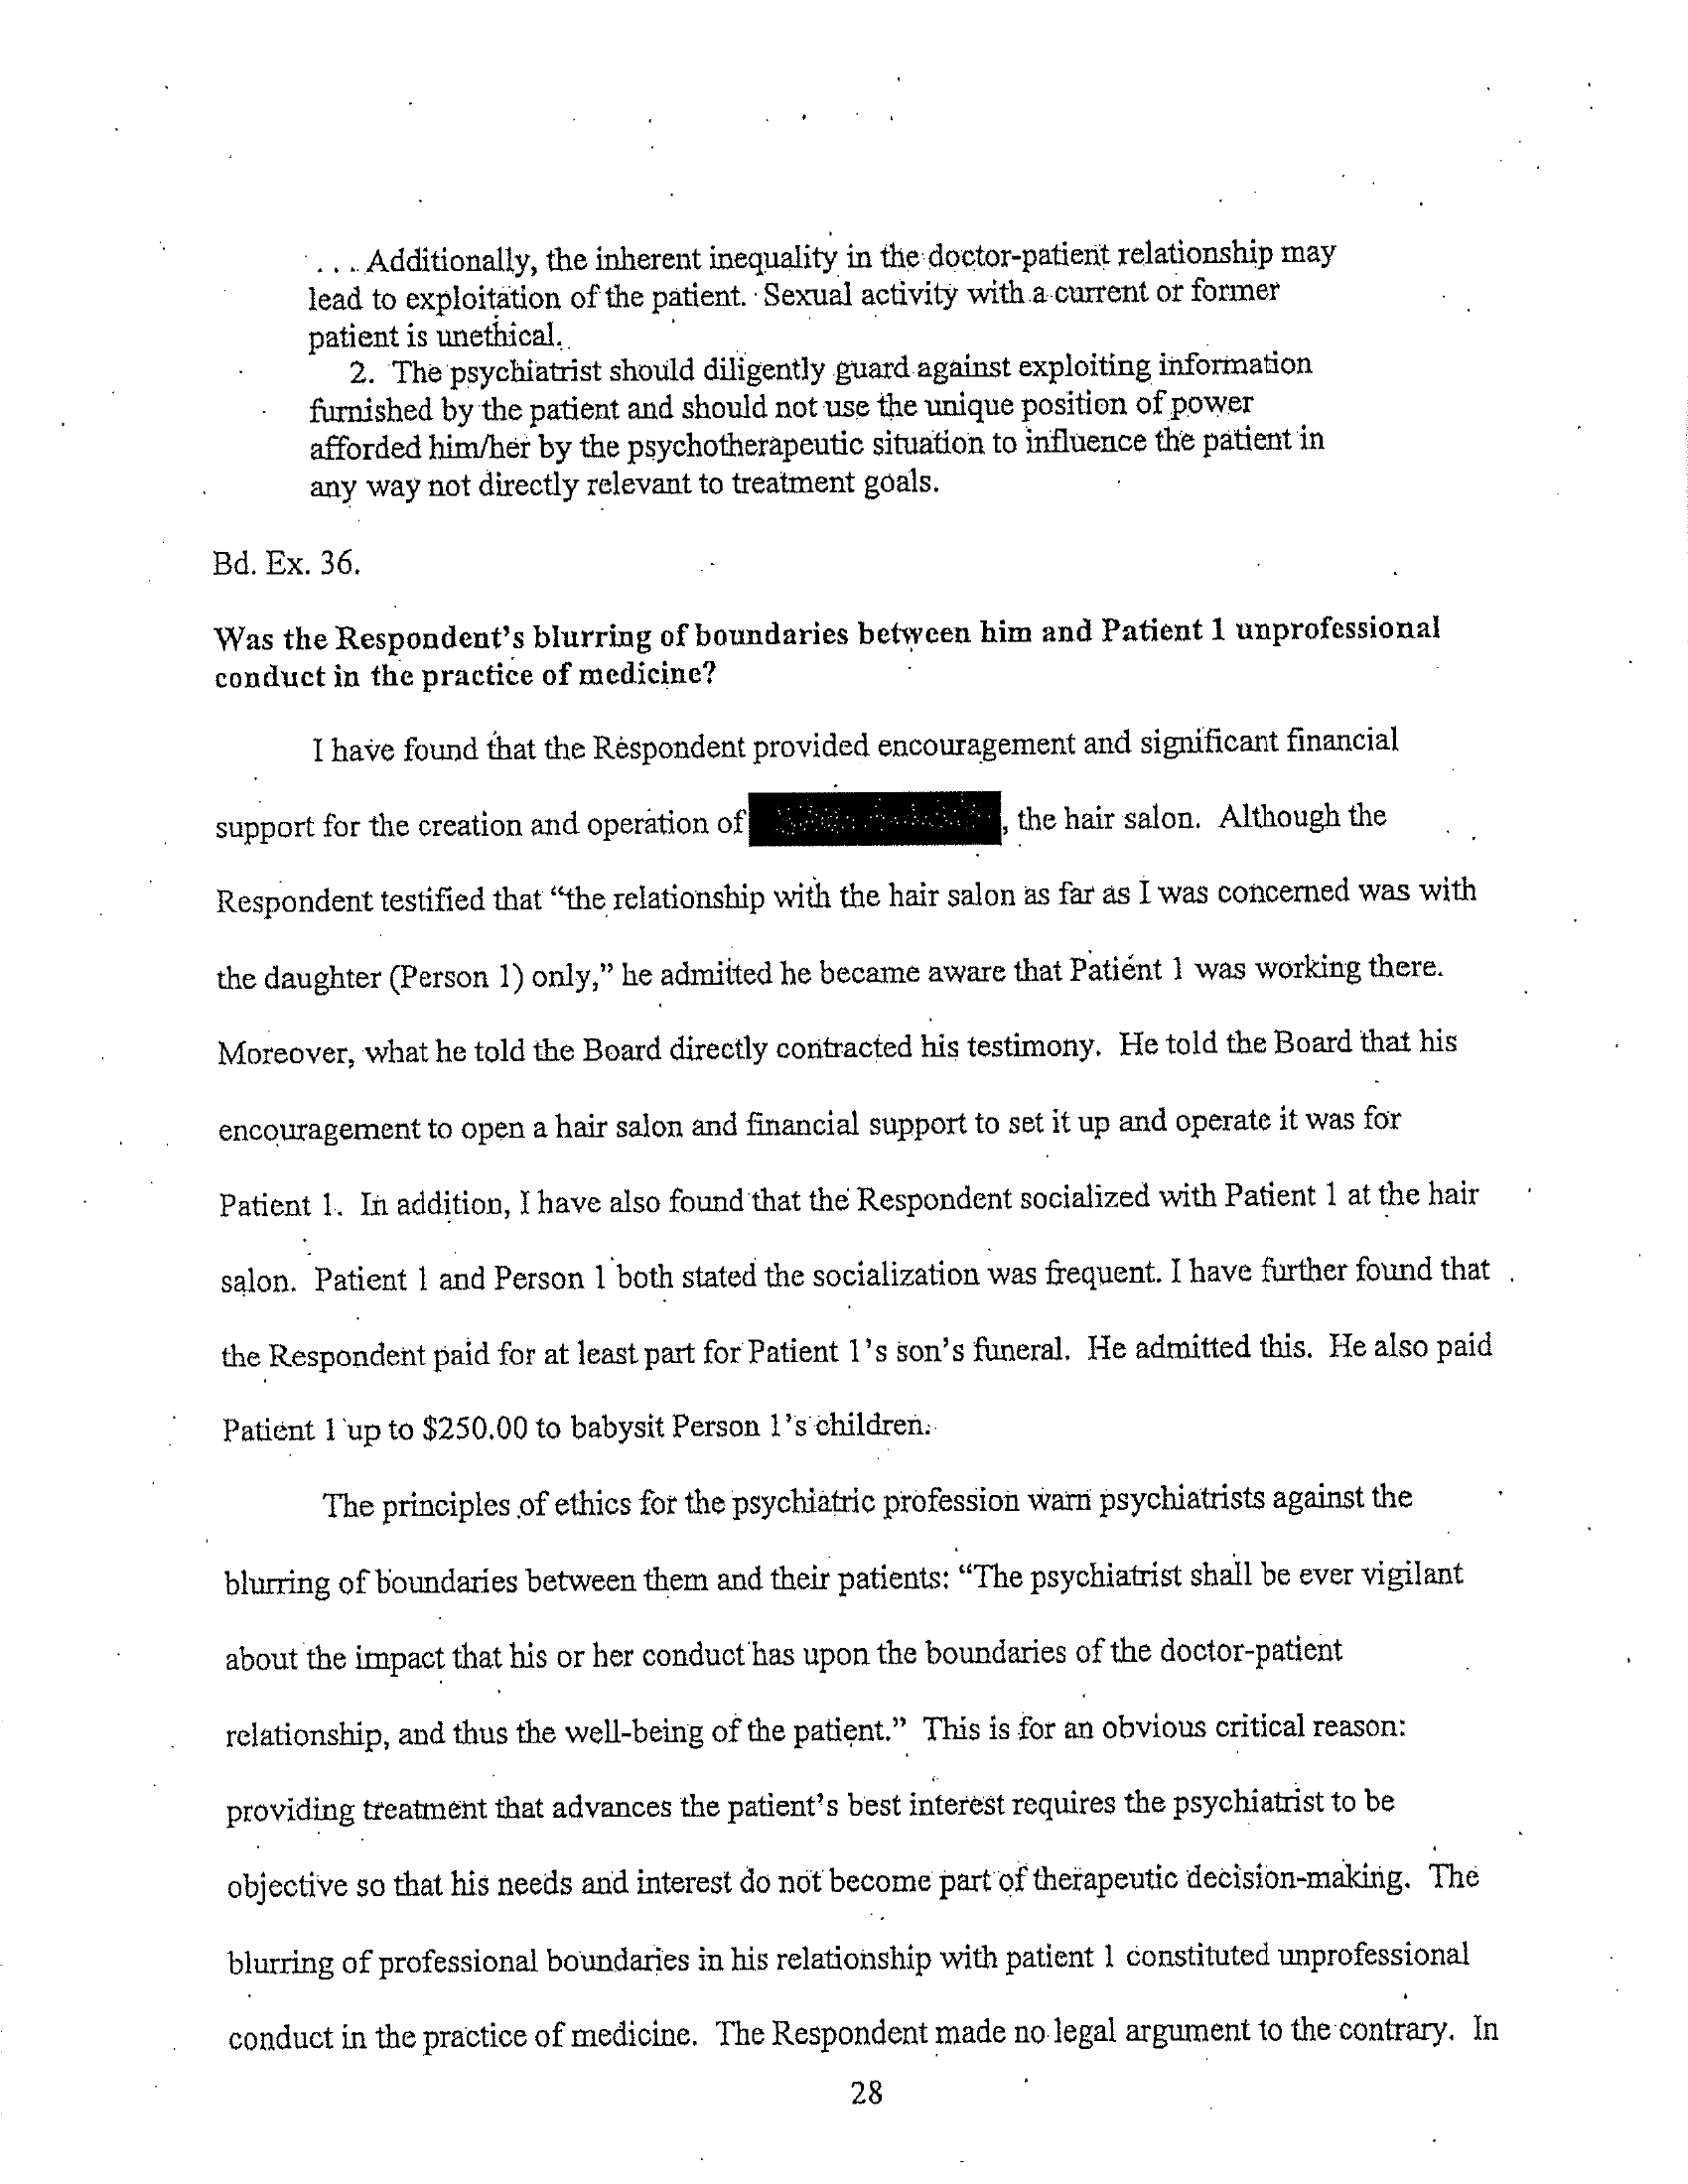 . . . Additionally, the inherent inequality in the doctor-patient relationship may
lead to exploitation of the patient. Sexual activity with a current or former
patient is unethical.
2. The psychiatrist should diligently guard against exploiting information
furnished by the patient and should not use the unique position of power
afforded him/her by the psychotherapeutic situation to influence the patient in
any way not directly relevant to treatment goals.
Bd. Ex. 36.
Was the Respondent's blurring of boundaries between him and Patient 1 unprofessional
conduct in the practice of medicine?
I have found that the Respondent provided encouragement and significant financial
support for the creation and operation of , the hair salon. Although the
Respondent testified that “the relationship with the hair salon as far as I was concerned was with
the daughter (Person 1) only,” he admitted he became aware that Patient 1 was working there.
Moreover, what he told the Board directly contracted his testimony. He told the Board that his
encouragement to open a hair salon and financial support to set it up and operate it was for
Patient 1. In addition, I have also found that the Respondent socialized with Patient 1 at the hair
salon. Patient 1 and Person 1 both stated the socialization was frequent. I have further found that
the Respondent paid for at least part for Patient 1's son's funeral. He admitted this. He also paid
Patient 1 up to $250.00 to babysit Person 1's children.
The principles of ethics for the psychiatric profession warn psychiatrists against the
blurring of boundaries between them and their patients: “The psychiatrist shall be ever vigilant
about the impact that his or her conduct has upon the boundaries of the doctor-patient
relationship, and thus the well-being of the patient.” This is for an obvious critical reason:
providing treatment that advances the patient's best interest requires the psychiatrist to be
objective so that his needs and interest do not become part of therapeutic decision-making. The
blurring of professional boundaries in his relationship with patient 1 constituted unprofessional
conduct in the practice of medicine. The Respondent made no legal argument to the contrary. In
28